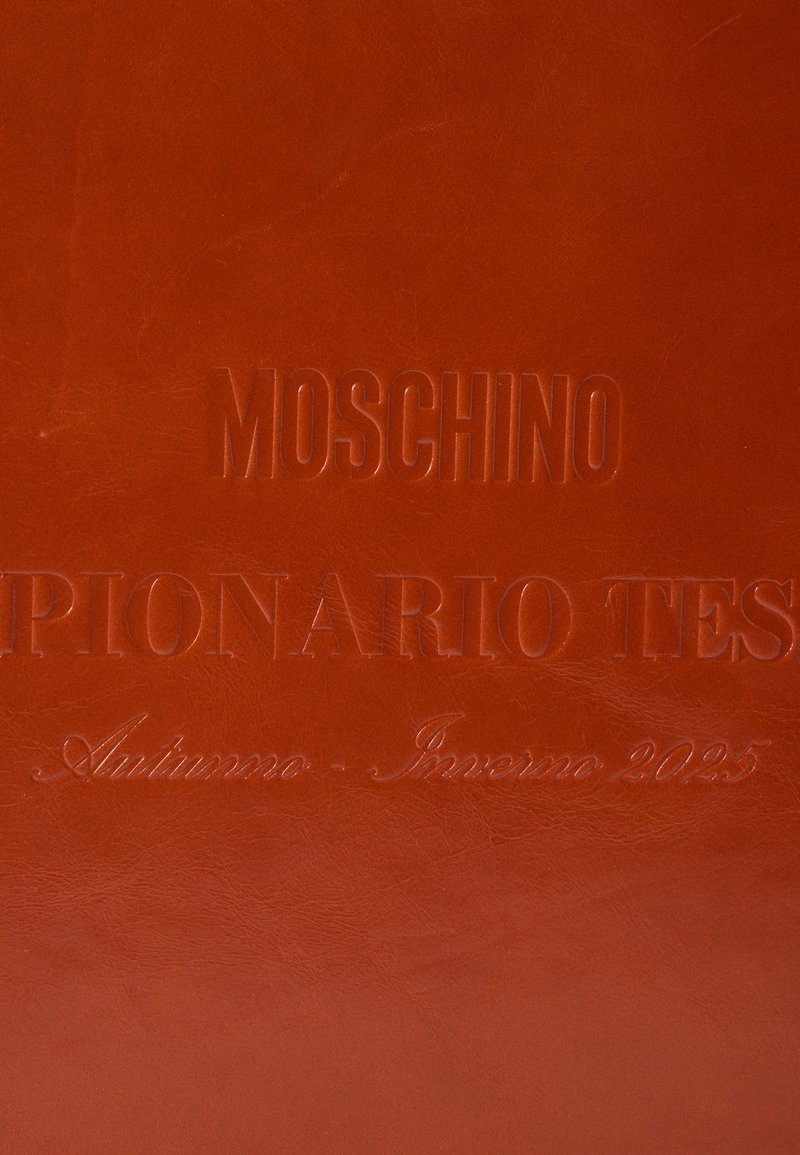 MOSCHINO
PIONARIO TES
Autunno - Inverno 2025